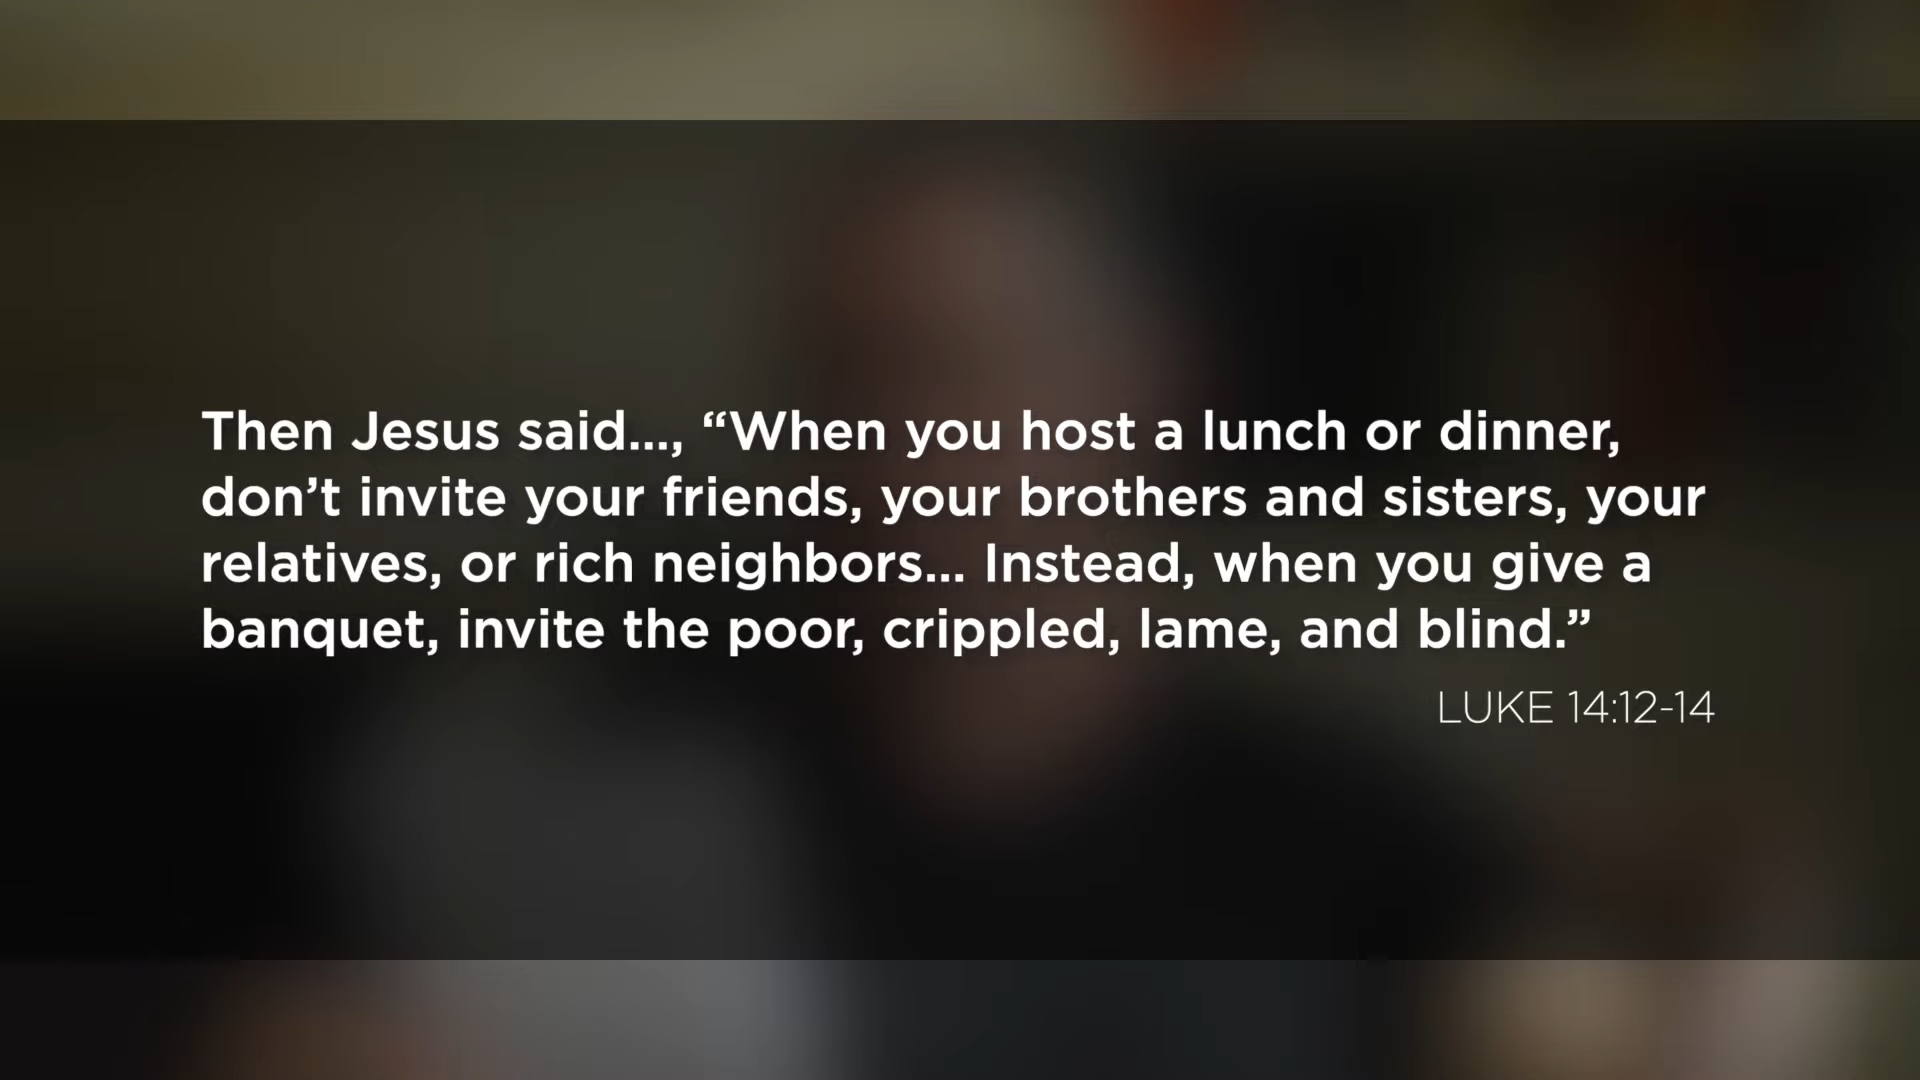 Then Jesus said..., “When you host a lunch or dinner,
don’t invite your friends, your brothers and sisters, your
relatives, or rich neighbors... Instead, when you give a
banquet, invite the poor, crippled, lame, and blind.”
LUKE 14:12-14